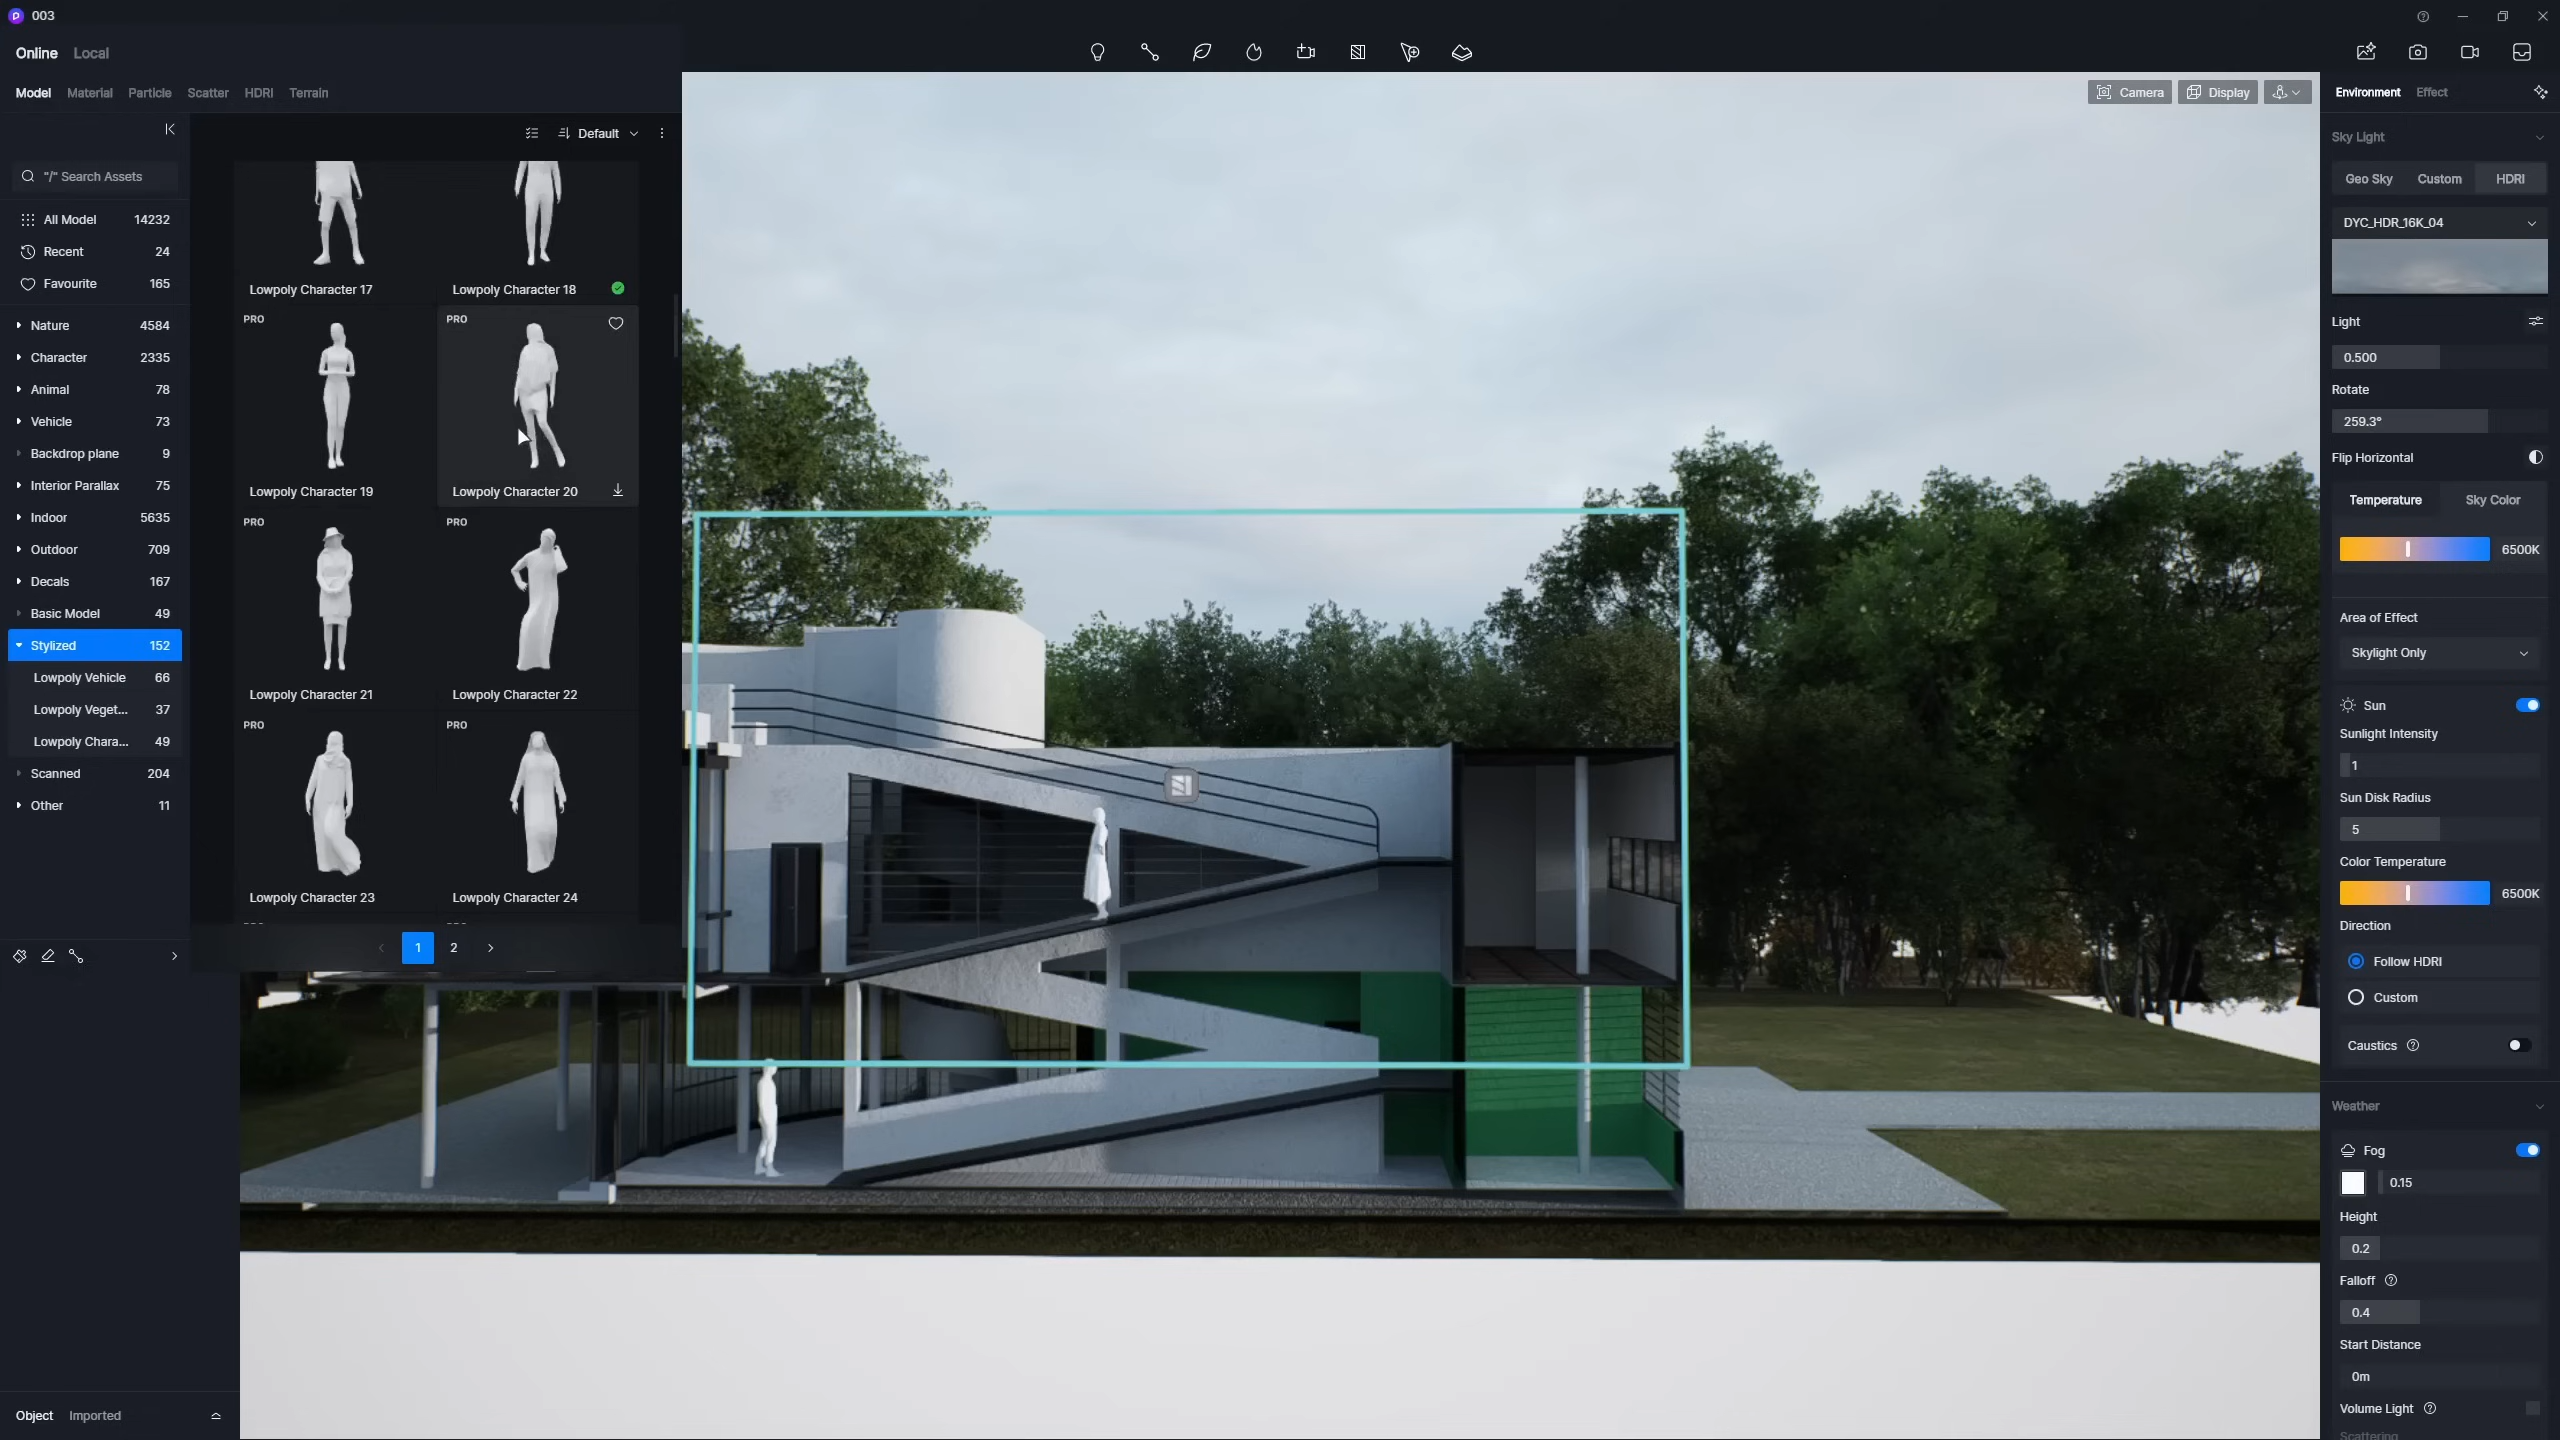 003
Online Local
Model Material Particle Scatter HDRI Terrain
Camera Display
Environment Effect
Default
"/" Search Assets
All Model 14232
Recent 24
Favourite 165
Nature 4584
Character 2335
Animal 78
Vehicle 73
Backdrop plane 9
Interior Parallax 75
Indoor 5635
Outdoor 709
Decals 167
Basic Model 49
Stylized 152
Lowpoly Vehicle 66
Lowpoly Veget... 37
Lowpoly Chara... 49
Scanned 204
Other 11
Lowpoly Character 17
Lowpoly Character 18
PRO
PRO
Lowpoly Character 19
Lowpoly Character 20
PRO
PRO
Lowpoly Character 21
Lowpoly Character 22
PRO
PRO
Lowpoly Character 23
Lowpoly Character 24
1 2
Object Imported
Sky Light
Geo Sky Custom HDRI
DYC_HDR_16K_04
Light
0.500
Rotate
259.3°
Flip Horizontal
Temperature Sky Color
6500K
Area of Effect
Skylight Only
Sun
Sunlight Intensity
1
Sun Disk Radius
5
Color Temperature
6500K
Direction
Follow HDRI
Custom
Caustics
Weather
Fog
0.15
Height
0.2
Falloff
0.4
Start Distance
0m
Volume Light
Scattering